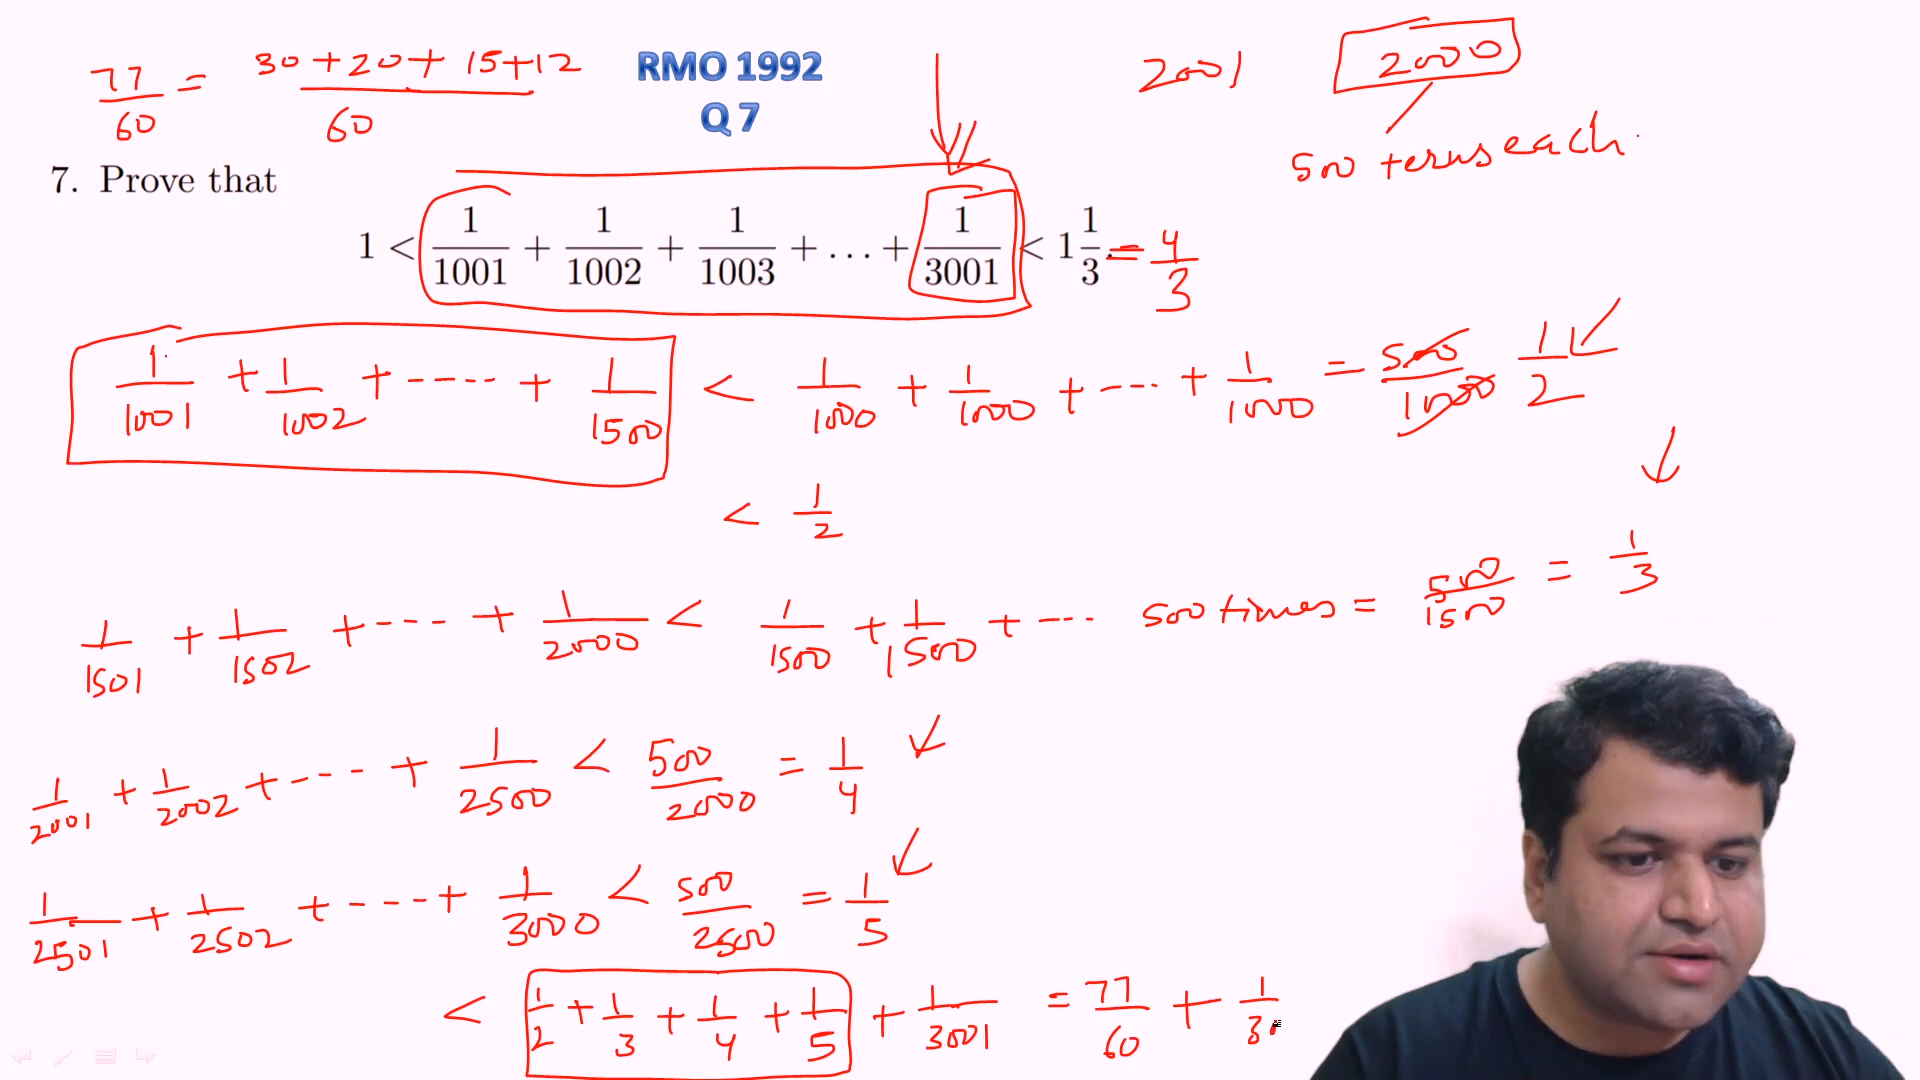 77/60 = (30 + 20 + 15 + 12)/60
RMO 1992
Q 7
2001 2000
500 terms each.
7. Prove that
1 < 1/1001 + 1/1002 + 1/1003 + ... + 1/3001 < 1 1/3 = 4/3
1/1001 + 1/1002 + ---- + 1/1500 < 1/1000 + 1/1000 + --- + 1/1000 = 500/1000 1/2
< 1/2
1/1501 + 1/1502 + --- + 1/2000 < 1/1500 + 1/1500 + --- 500 times = 500/1500 = 1/3
1/2001 + 1/2002 + ---- + 1/2500 < 500/2000 = 1/4
1/2501 + 1/2502 + ---- + 1/3000 < 500/2500 = 1/5
< 1/2 + 1/3 + 1/4 + 1/5 + 1/3001 = 77/60 + 1/30